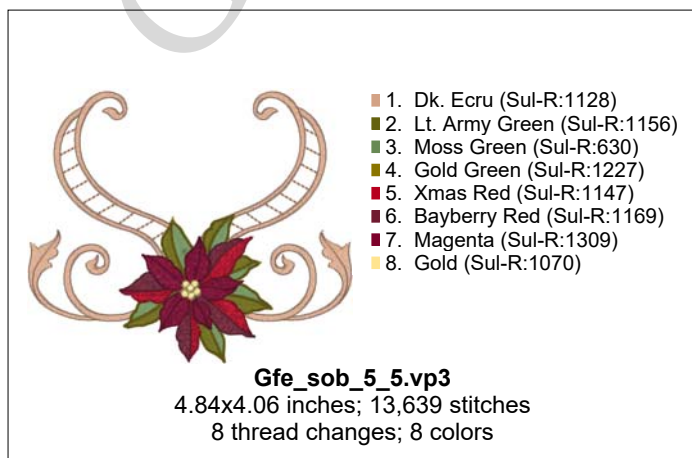 1. Dk. Ecru (Sul-R:1128)
2. Lt. Army Green (Sul-R:1156)
3. Moss Green (Sul-R:630)
4. Gold Green (Sul-R:1227)
5. Xmas Red (Sul-R:1147)
6. Bayberry Red (Sul-R:1169)
7. Magenta (Sul-R:1309)
8. Gold (Sul-R:1070)
Gfe_sob_5_5.vp3
4.84x4.06 inches; 13,639 stitches
8 thread changes; 8 colors